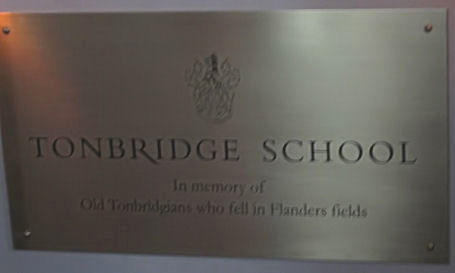 TONBRIDGE SCHOOL
In memory of
Old Tonbridgians who fell in Flanders fields